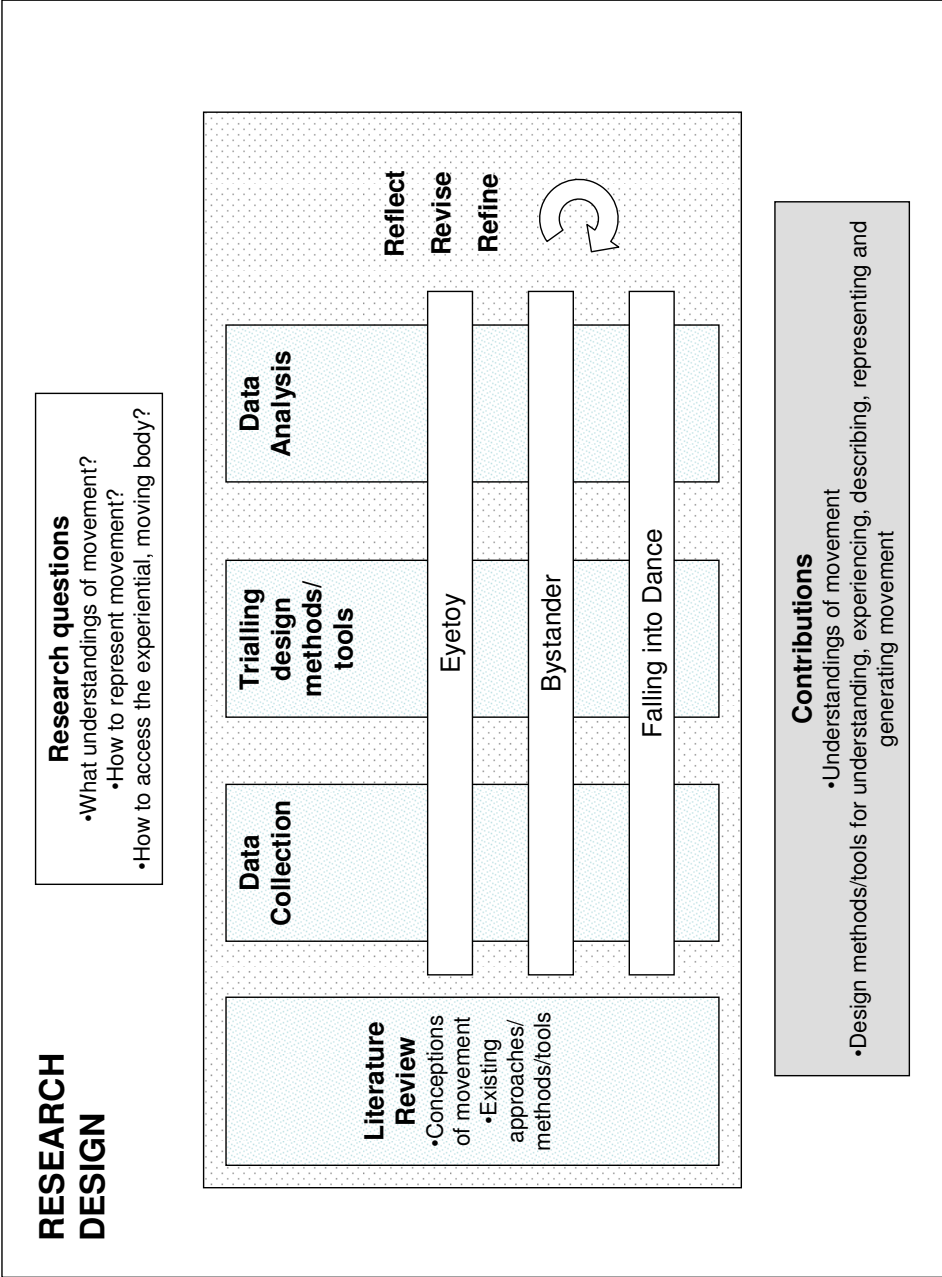 RESEARCH
DESIGN
Research questions
•What understandings of movement?
•How to represent movement?
•How to access the experiential, moving body?
Literature
Review
•Conceptions
of movement
•Existing
approaches/
methods/tools
Data
Collection
Trialling
design
methods/
tools
Data
Analysis
Eyetoy
Bystander
Falling into Dance
Reflect
Revise
Refine
Contributions
•Understandings of movement
•Design methods/tools for understanding, experiencing, describing, representing and
generating movement